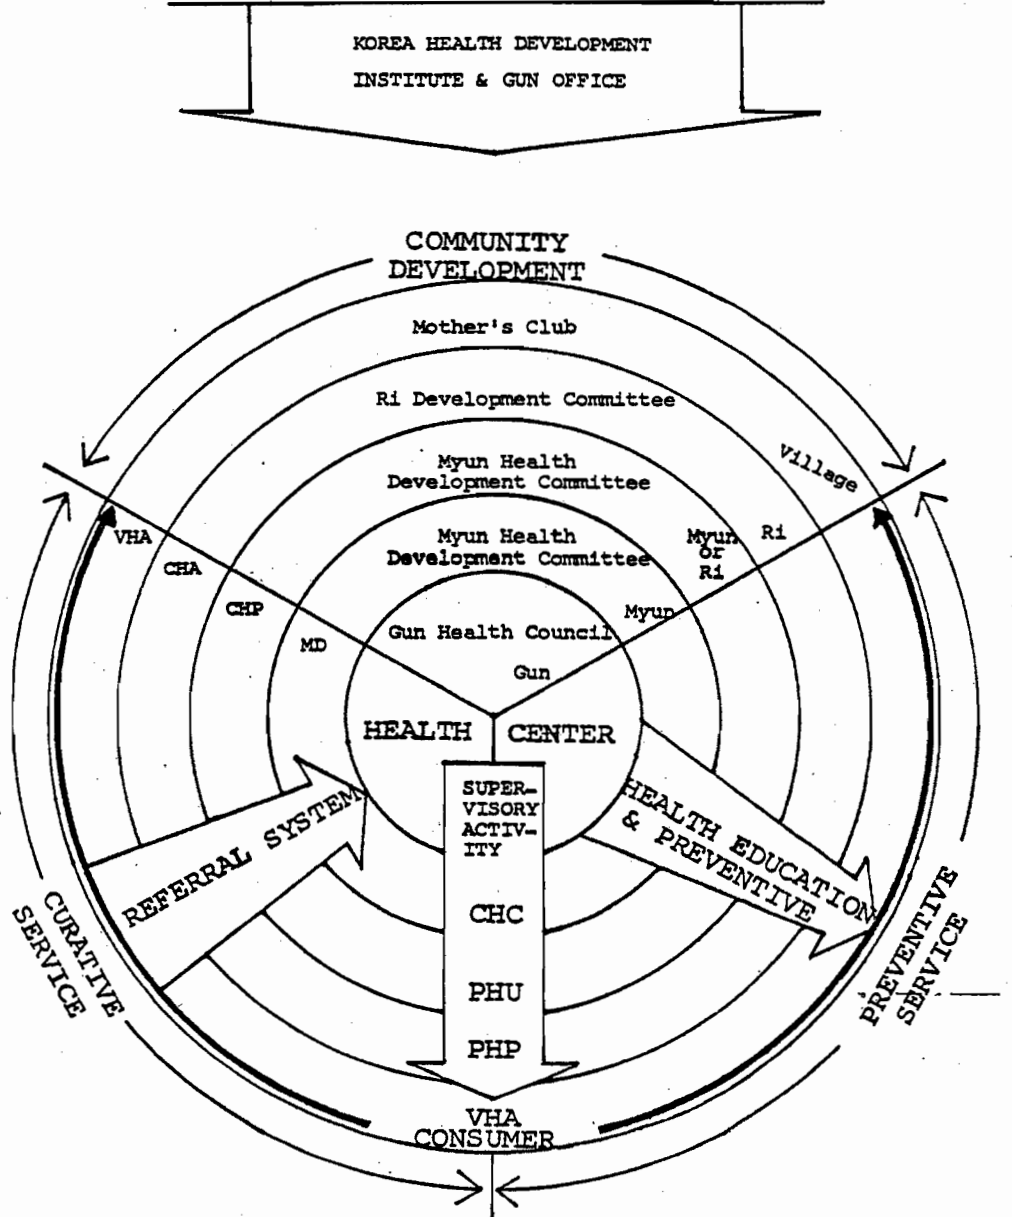 KOREA HEALTH DEVELOPMENT
INSTITUTE & GUN OFFICE
COMMUNITY
DEVELOPMENT
Mother's Club
Ri Development Committee
Village
Myun Health
Development Committee
Ri
Myun
or
Ri
Myun Health
Development Committee
Myun
Gun Health Council
Gun
VHA
CHA
CHP
MD
HEALTH
CENTER
SUPER-
VISORY
ACTIV-
ITY
CHC
PHU
PHP
VHA
CONSUMER
REFERRAL SYSTEM
HEALTH EDUCATION
& PREVENTIVE
CURATIVE
SERVICE
PREVENTIVE
SERVICE